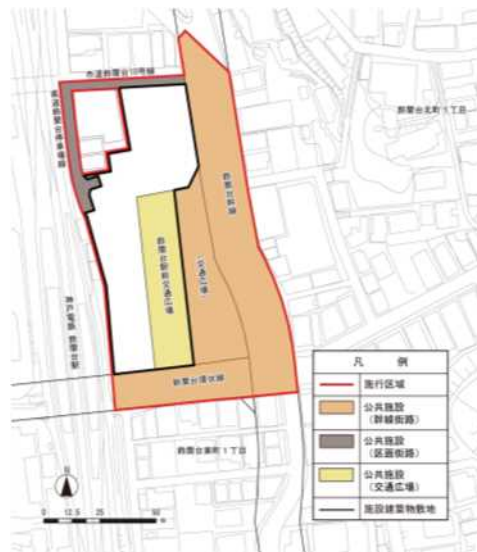 市道鈴蘭台10号線
鈴蘭台北町1丁目
鈴蘭台幹線
(交通広場)
鈴蘭台駅前交通広場
神戸電鉄 鈴蘭台駅
鈴蘭台東町1丁目
N
0 12.5 25 50
m
凡 例
施行区域
公共施設
(幹線街路)
公共施設
(区画街路)
公共施設
(交通広場)
施設建築物敷地